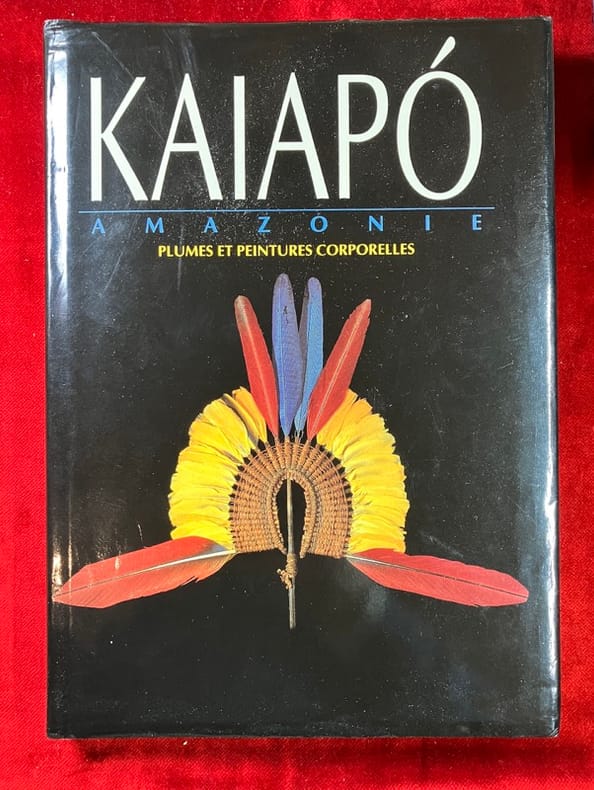 KAIAPÓ
AMAZONIE
PLUMES ET PEINTURES CORPORELLES